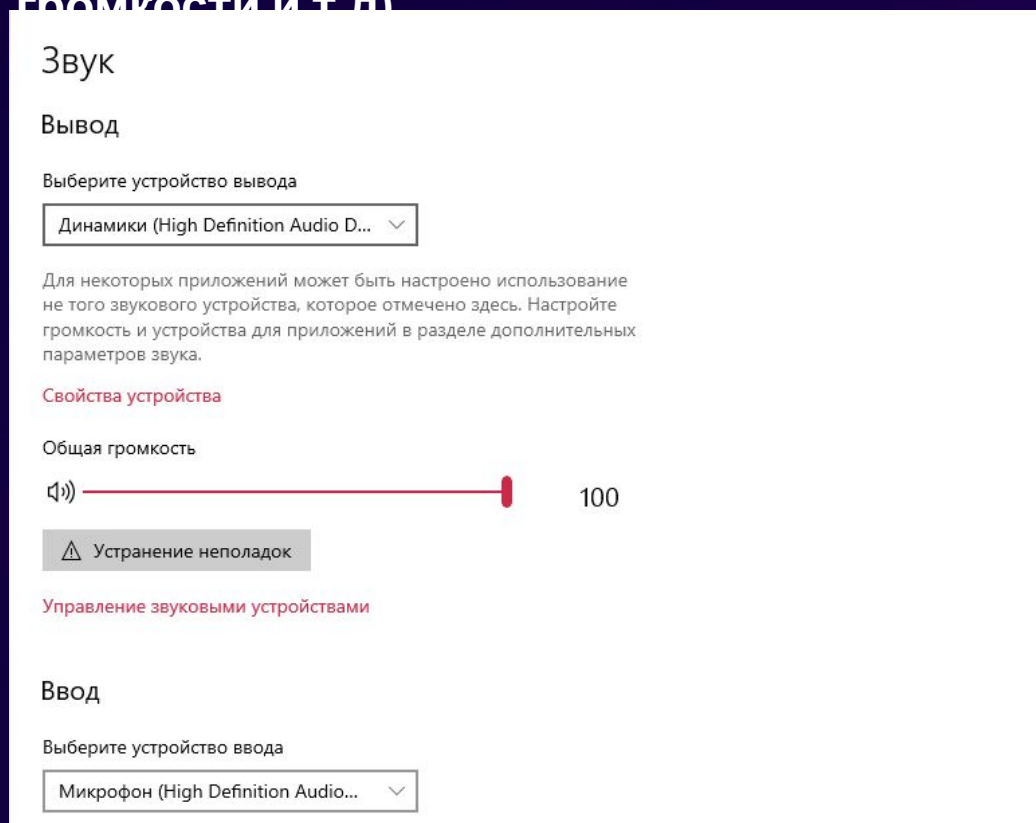 громкости и т.д)
Звук
Вывод
Выберите устройство вывода
Динамики (High Definition Audio D...
Для некоторых приложений может быть настроено использование
не того звукового устройства, которое отмечено здесь. Настройте
громкость и устройства для приложений в разделе дополнительных
параметров звука.
Свойства устройства
Общая громкость
100
Устранение неполадок
Управление звуковыми устройствами
Ввод
Выберите устройство ввода
Микрофон (High Definition Audio...